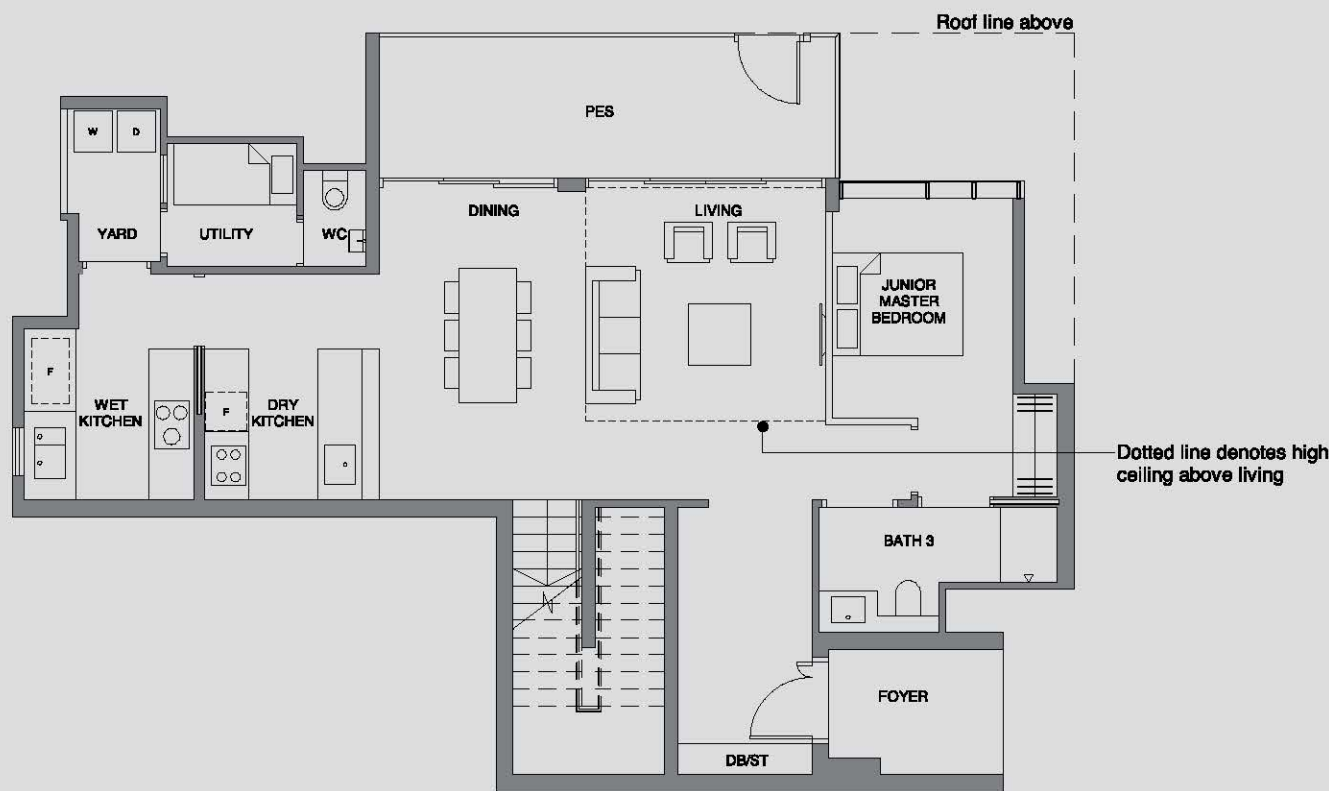 Roof line above
PES
W
D
DINING
LIVING
YARD
UTILITY
WC
JUNIOR
MASTER
BEDROOM
F
WET
KITCHEN
F
DRY
KITCHEN
Dotted line denotes high
ceiling above living
BATH 3
FOYER
DB/ST